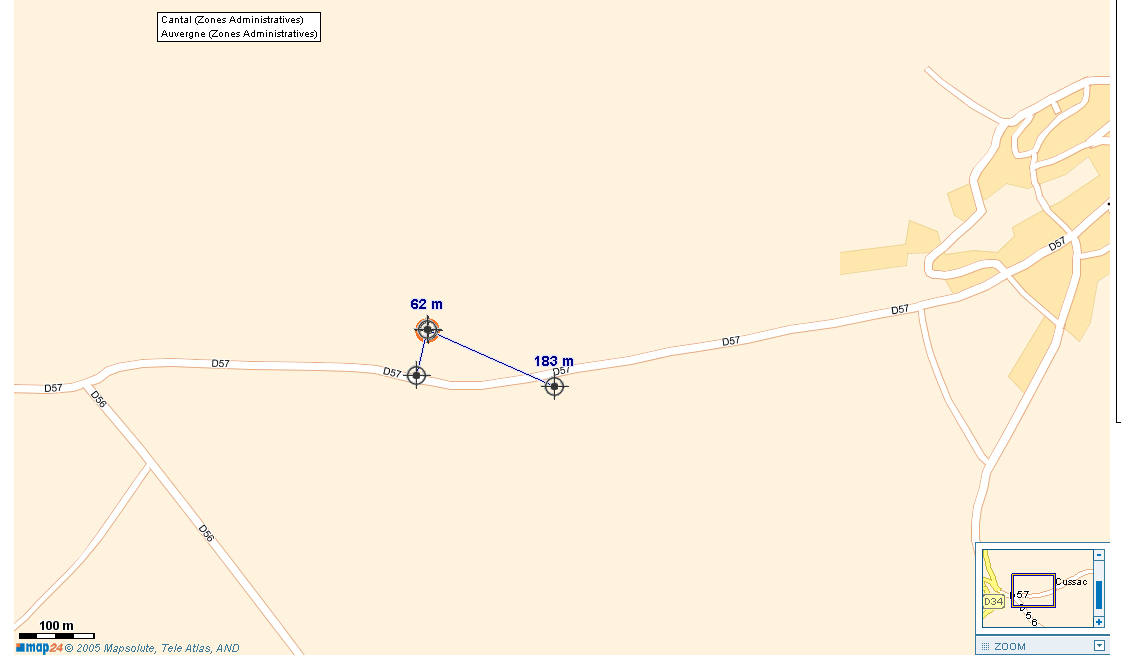 Cantal (Zones Administratives)
Auvergne (Zones Administratives)
D57
62 m
D57
D57
183 m
D57
D57
D57
D57
D56
D56
Cussac
D34
D57
D56
100 m
map24 © 2005 Mapsolute, Tele Atlas, AND
ZOOM